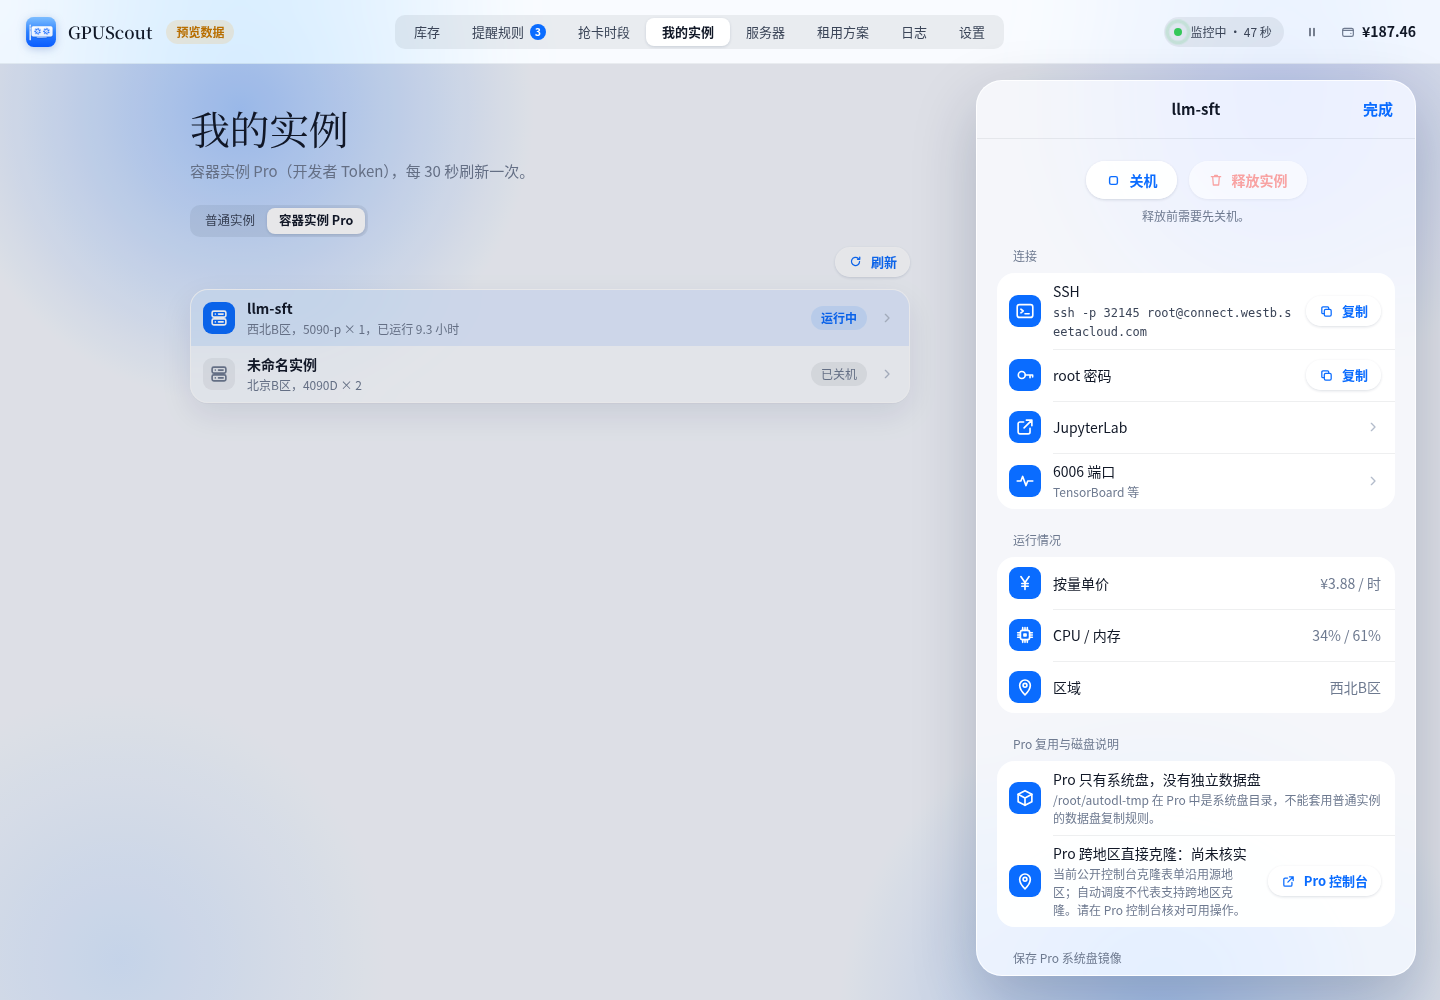 GPUScout
预览数据
库存
提醒规则 3
抢卡时段
我的实例
服务器
租用方案
日志
设置
监控中 · 47 秒
¥187.46
我的实例
容器实例 Pro（开发者 Token），每 30 秒刷新一次。
普通实例
容器实例 Pro
刷新
llm-sft
西北B区，5090-p × 1，已运行 9.3 小时
运行中
未命名实例
北京B区，4090D × 2
已关机
llm-sft
完成
关机
释放实例
释放前需要先关机。
连接
SSH
ssh -p 32145 root@connect.westb.s
eetacloud.com
复制
root 密码
复制
JupyterLab
6006 端口
TensorBoard 等
运行情况
按量单价
¥3.88 / 时
CPU / 内存
34% / 61%
区域
西北B区
Pro 复用与磁盘说明
Pro 只有系统盘，没有独立数据盘
/root/autodl-tmp 在 Pro 中是系统盘目录，不能套用普通实例
的数据盘复制规则。
Pro 跨地区直接克隆：尚未核实
当前公开控制台克隆表单沿用源地
区；自动调度不代表支持跨地区克
隆。请在 Pro 控制台核对可用操作。
Pro 控制台
保存 Pro 系统盘镜像